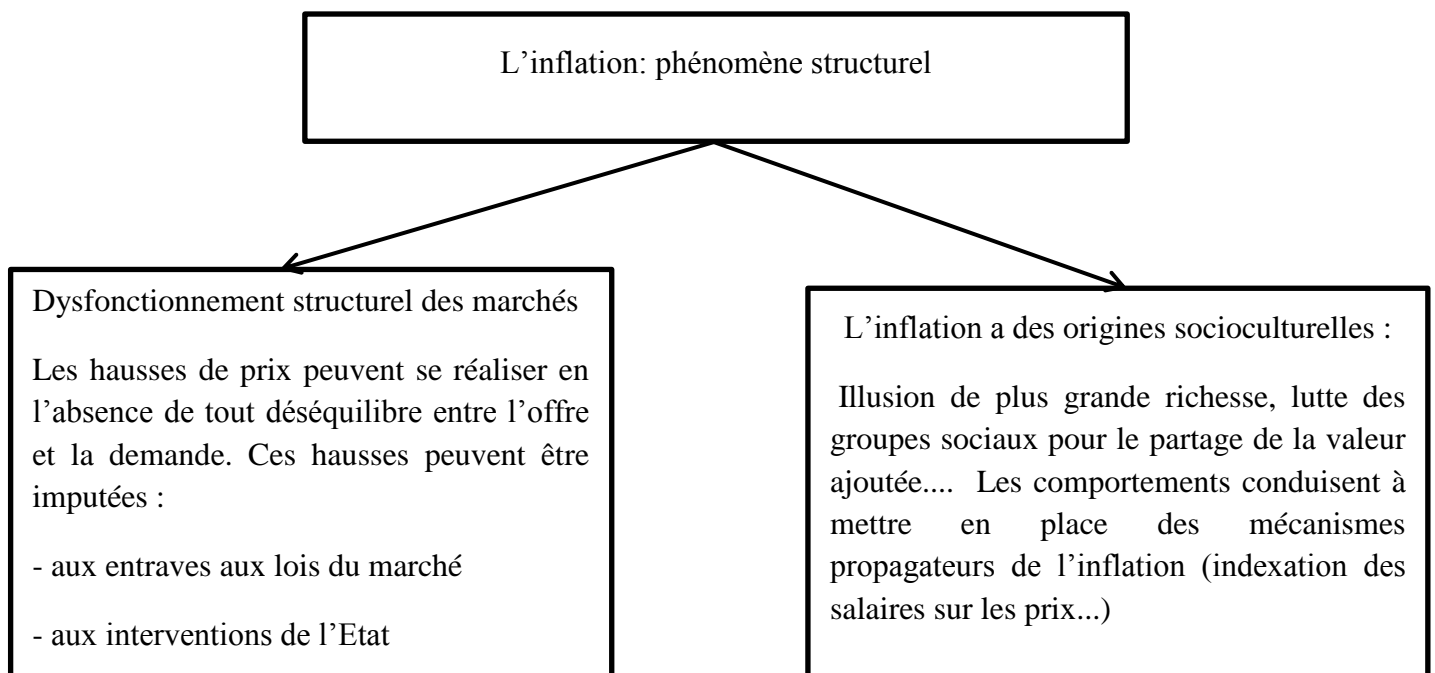 L’inflation: phénomène structurel
Dysfonctionnement structurel des marchés
Les hausses de prix peuvent se réaliser en
l’absence de tout déséquilibre entre l’offre
et la demande. Ces hausses peuvent être
imputées :
- aux entraves aux lois du marché
- aux interventions de l’Etat
L’inflation a des origines socioculturelles :
Illusion de plus grande richesse, lutte des
groupes sociaux pour le partage de la valeur
ajoutée.... Les comportements conduisent à
mettre en place des mécanismes
propagateurs de l’inflation (indexation des
salaires sur les prix...)